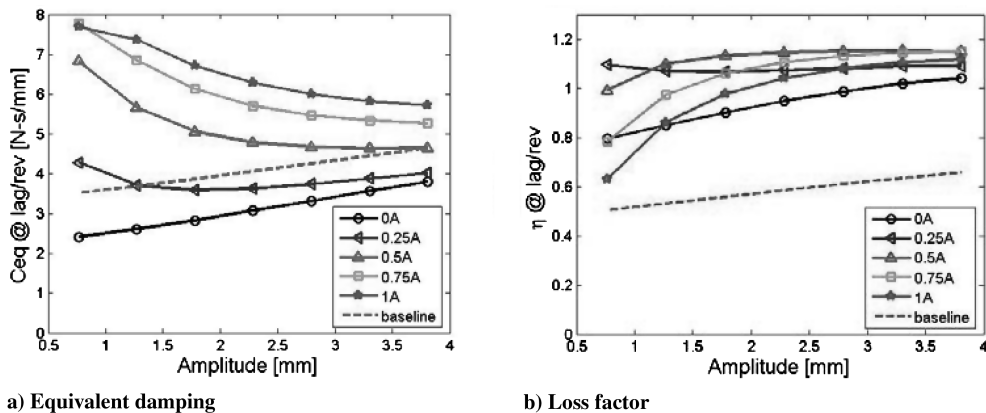 8
7
6
5
4
3
2
1
0
Ceq @ lag/rev [N-s/mm]
0A
0.25A
0.5A
0.75A
1A
baseline
0.5
1
1.5
2
2.5
3
3.5
4
Amplitude [mm]
a) Equivalent damping
1.2
1
0.8
0.6
0.4
0.2
0
η @ lag/rev
0A
0.25A
0.5A
0.75A
1A
baseline
0.5
1
1.5
2
2.5
3
3.5
4
Amplitude [mm]
b) Loss factor